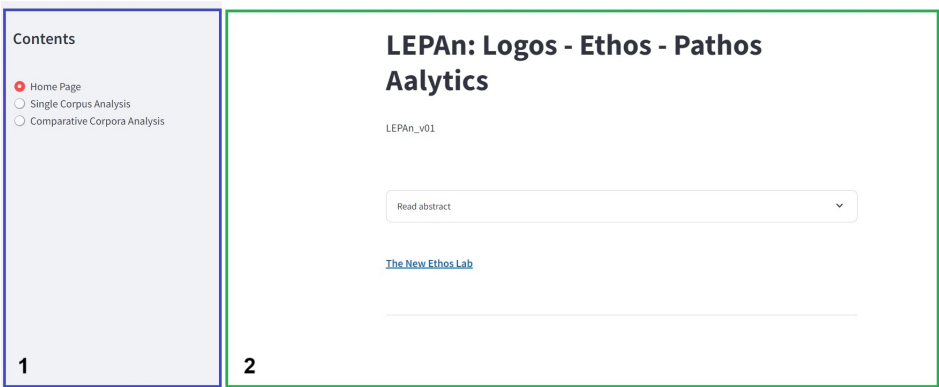 Contents
Home Page
Single Corpus Analysis
Comparative Corpora Analysis
1
LEPAn: Logos - Ethos - Pathos
Aalytics
LEPAn_v01
Read abstract
The New Ethos Lab
2